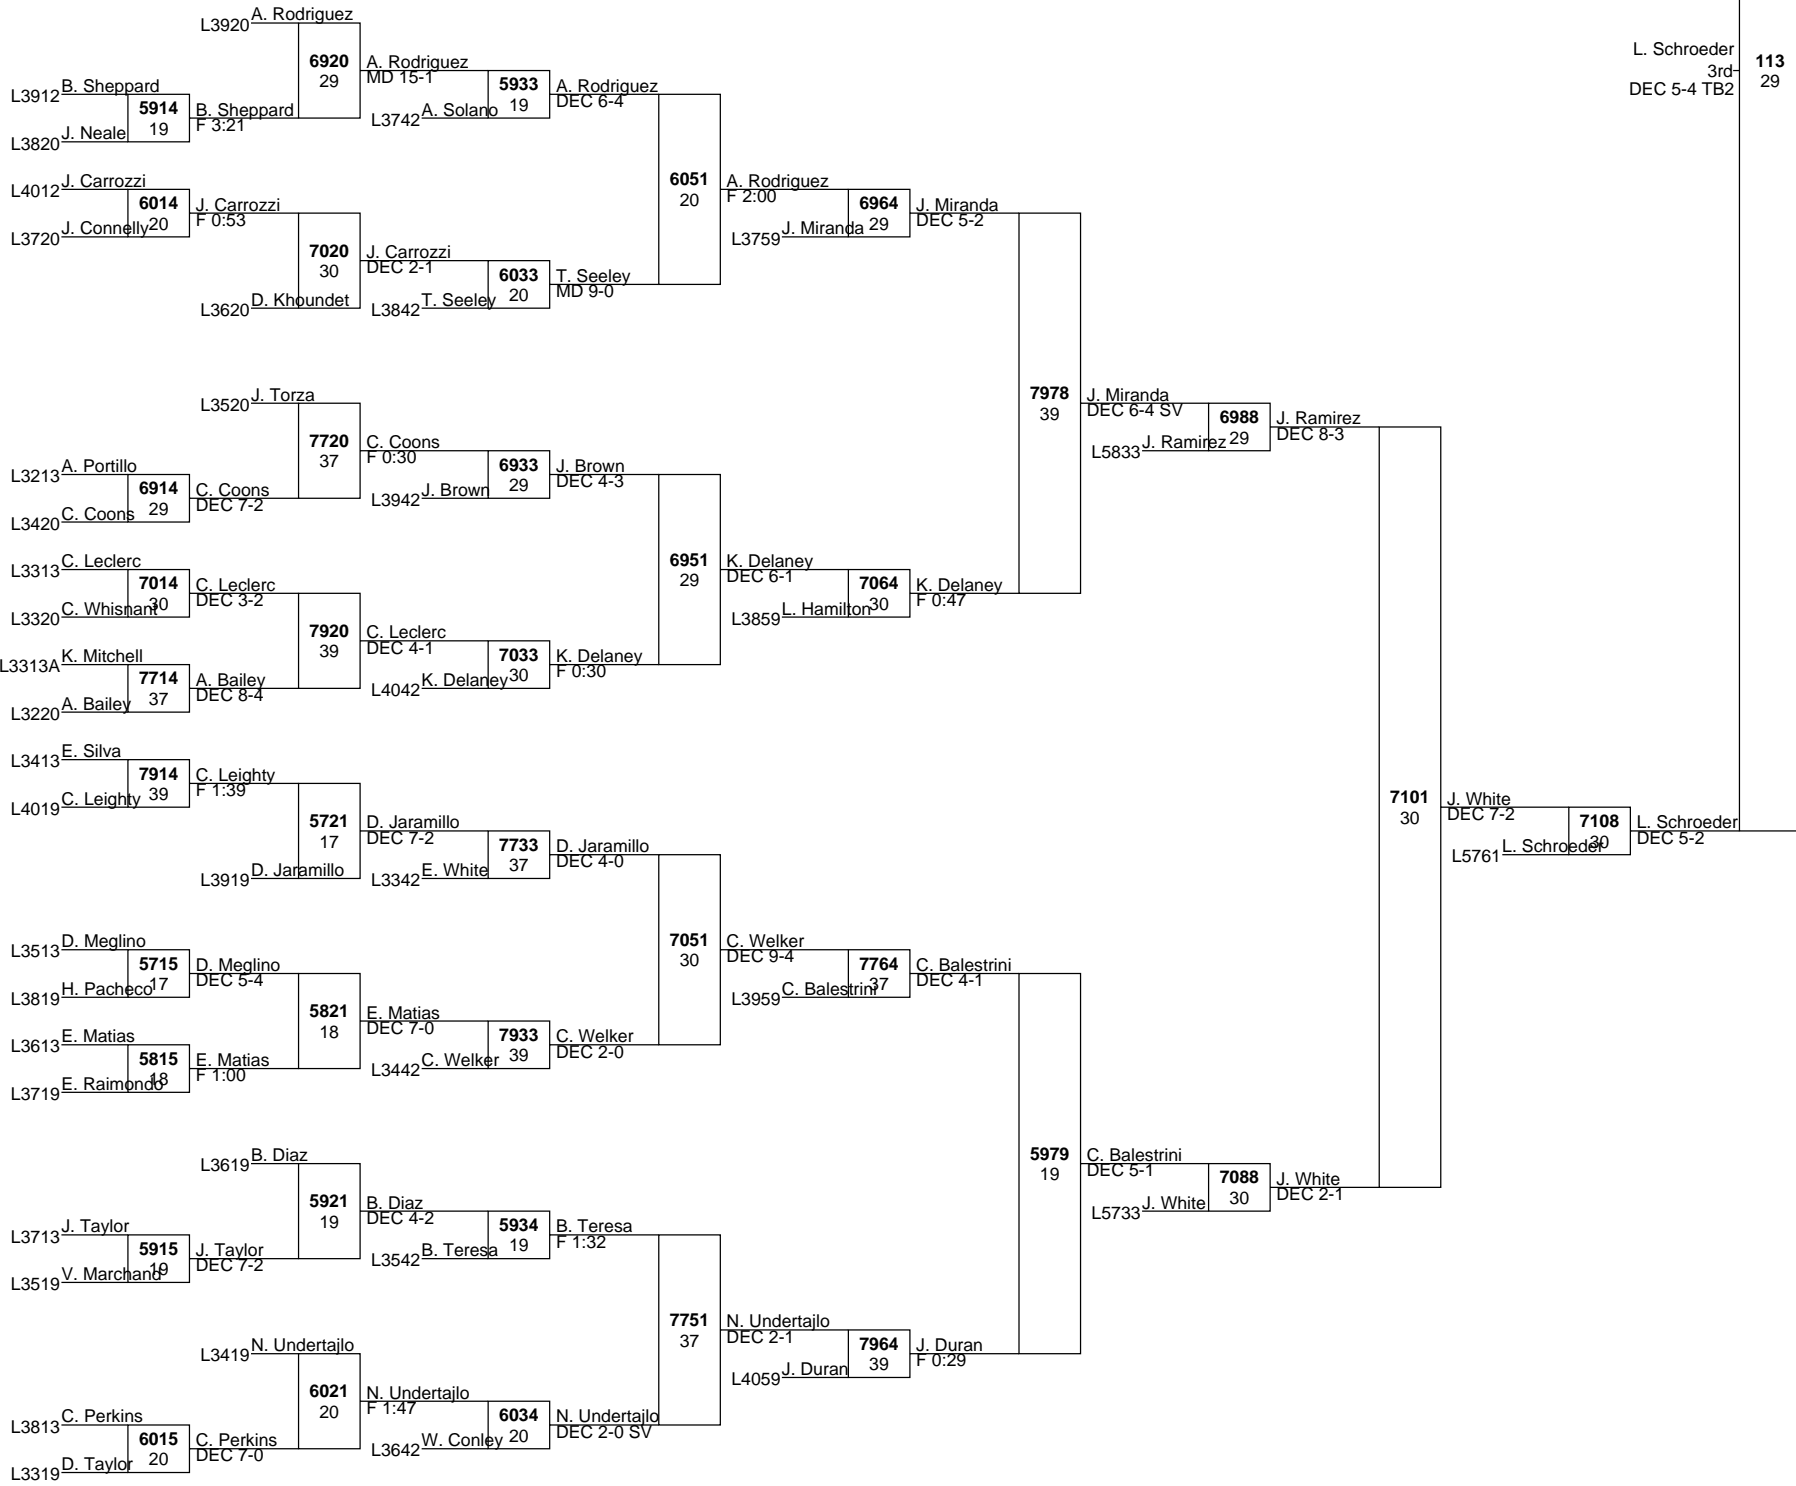 A. Rodriguez
L3920
6920
29
B. Sheppard
L3912
5914
19
J. Neale
L3820
B. Sheppard
F 3:21
A. Rodriguez
MD 15-1
5933
19
A. Solano
L3742
A. Rodriguez
DEC 6-4
J. Carrozzi
L4012
6014
20
J. Connelly
L3720
J. Carrozzi
F 0:53
7020
30
D. Khoundet
L3620
J. Carrozzi
DEC 2-1
6033
20
T. Seeley
L3842
T. Seeley
MD 9-0
6051
20
A. Rodriguez
F 2:00
6964
29
J. Miranda
L3759
J. Miranda
DEC 5-2
J. Torza
L3520
7720
37
A. Portillo
L3213
6914
29
C. Coons
L3420
C. Coons
DEC 7-2
C. Coons
F 0:30
6933
29
J. Brown
L3942
J. Brown
DEC 4-3
C. Leclerc
L3313
7014
30
C. Whisnant
L3320
C. Leclerc
DEC 3-2
7920
39
K. Mitchell
L3313A
7714
37
A. Bailey
L3220
A. Bailey
DEC 8-4
C. Leclerc
DEC 4-1
7033
30
K. Delaney
L4042
K. Delaney
F 0:30
6951
29
K. Delaney
DEC 6-1
7064
30
L. Hamilton
L3859
K. Delaney
F 0:47
7978
39
J. Miranda
DEC 6-4 SV
6988
29
J. Ramirez
L5833
J. Ramirez
DEC 8-3
E. Silva
L3413
7914
39
C. Leighty
L4019
C. Leighty
F 1:39
5721
17
D. Jaramillo
L3919
D. Jaramillo
DEC 7-2
7733
37
E. White
L3342
D. Jaramillo
DEC 4-0
D. Meglino
L3513
5715
17
H. Pacheco
L3819
D. Meglino
DEC 5-4
5821
18
E. Matias
L3613
5815
18
E. Raimondo
L3719
E. Matias
F 1:00
E. Matias
DEC 7-0
7933
39
C. Welker
L3442
C. Welker
DEC 2-0
7051
30
C. Welker
DEC 9-4
7764
37
C. Balestrini
L3959
C. Balestrini
DEC 4-1
B. Diaz
L3619
5921
19
J. Taylor
L3713
5915
19
V. Marchand
L3519
J. Taylor
DEC 7-2
B. Diaz
DEC 4-2
5934
19
B. Teresa
L3542
B. Teresa
F 1:32
N. Undertajlo
L3419
6021
20
C. Perkins
L3813
6015
20
D. Taylor
L3319
C. Perkins
DEC 7-0
N. Undertajlo
F 1:47
6034
20
W. Conley
L3642
N. Undertajlo
DEC 2-0 SV
7751
37
N. Undertajlo
DEC 2-1
7964
39
J. Duran
L4059
J. Duran
F 0:29
5979
19
C. Balestrini
DEC 5-1
7088
30
J. White
L5733
J. White
DEC 2-1
7101
30
J. White
DEC 7-2
7108
30
L. Schroeder
L5761
L. Schroeder
DEC 5-2
L. Schroeder
3rd
DEC 5-4 TB2
113
29